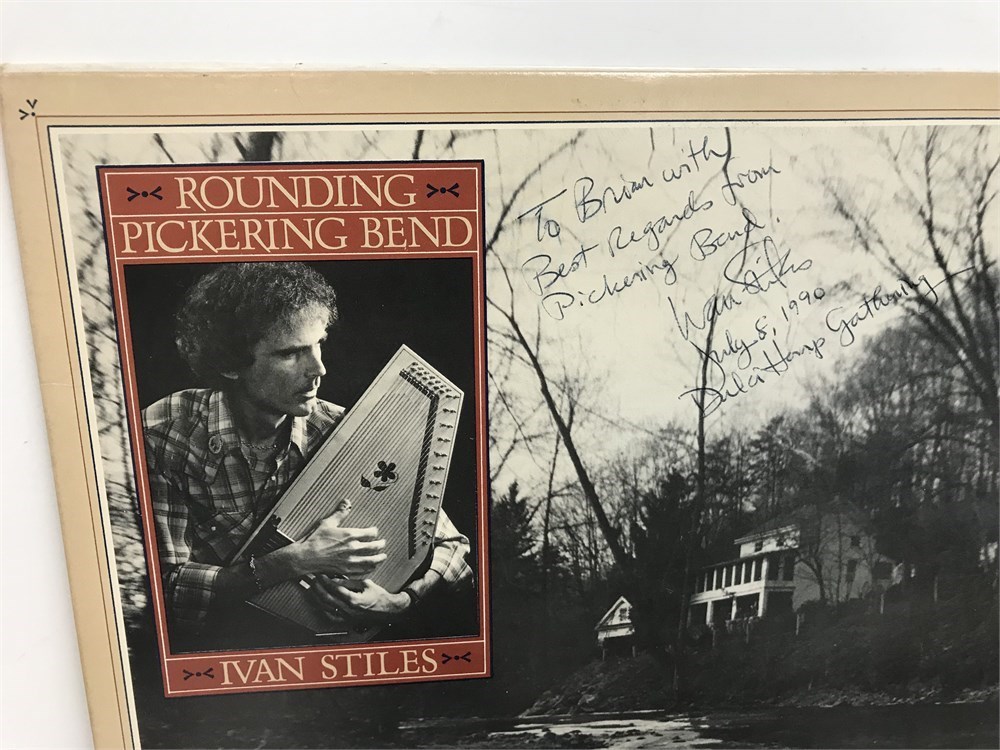 ROUNDING
PICKERING BEND
IVAN STILES
To Brian with
Best Regards from
Pickering Bend.
Ivan Stiles
July 8, 1990
Dulci Hamp Gathering